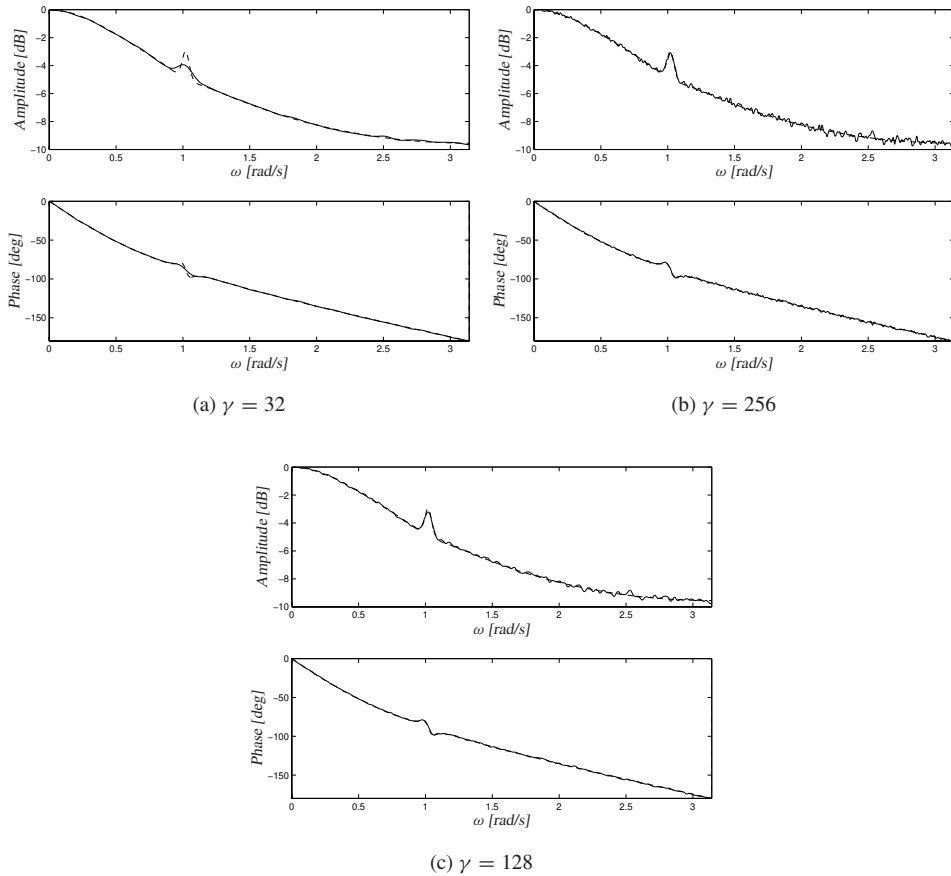 0
−2
−4
−6
−8
−10
Amplitude [dB]
0 0.5 1 1.5 2 2.5 3
ω [rad/s]
0
−50
−100
−150
Phase [deg]
0 0.5 1 1.5 2 2.5 3
ω [rad/s]
(a) γ = 32
0
−2
−4
−6
−8
−10
Amplitude [dB]
0 0.5 1 1.5 2 2.5 3
ω [rad/s]
0
−50
−100
−150
Phase [deg]
0 0.5 1 1.5 2 2.5 3
ω [rad/s]
(b) γ = 256
0
−2
−4
−6
−8
−10
Amplitude [dB]
0 0.5 1 1.5 2 2.5 3
ω [rad/s]
0
−50
−100
−150
Phase [deg]
0 0.5 1 1.5 2 2.5 3
ω [rad/s]
(c) γ = 128